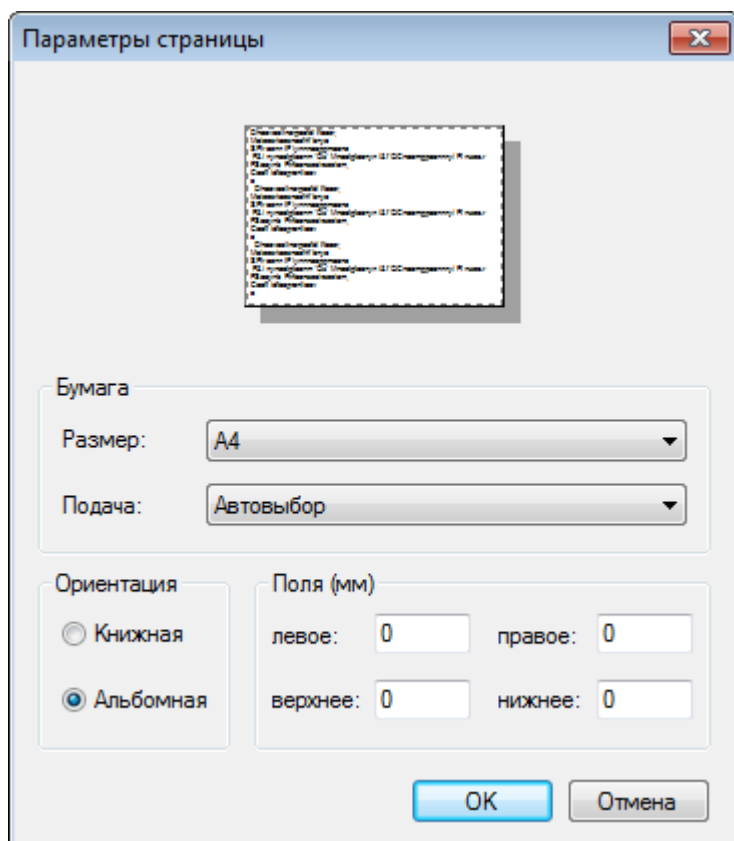 Параметры страницы
Бумага
Размер: A4
Подача: Автовыбор
Ориентация
Книжная
Альбомная
Поля (мм)
левое: 0 правое: 0
верхнее: 0 нижнее: 0
OK Отмена